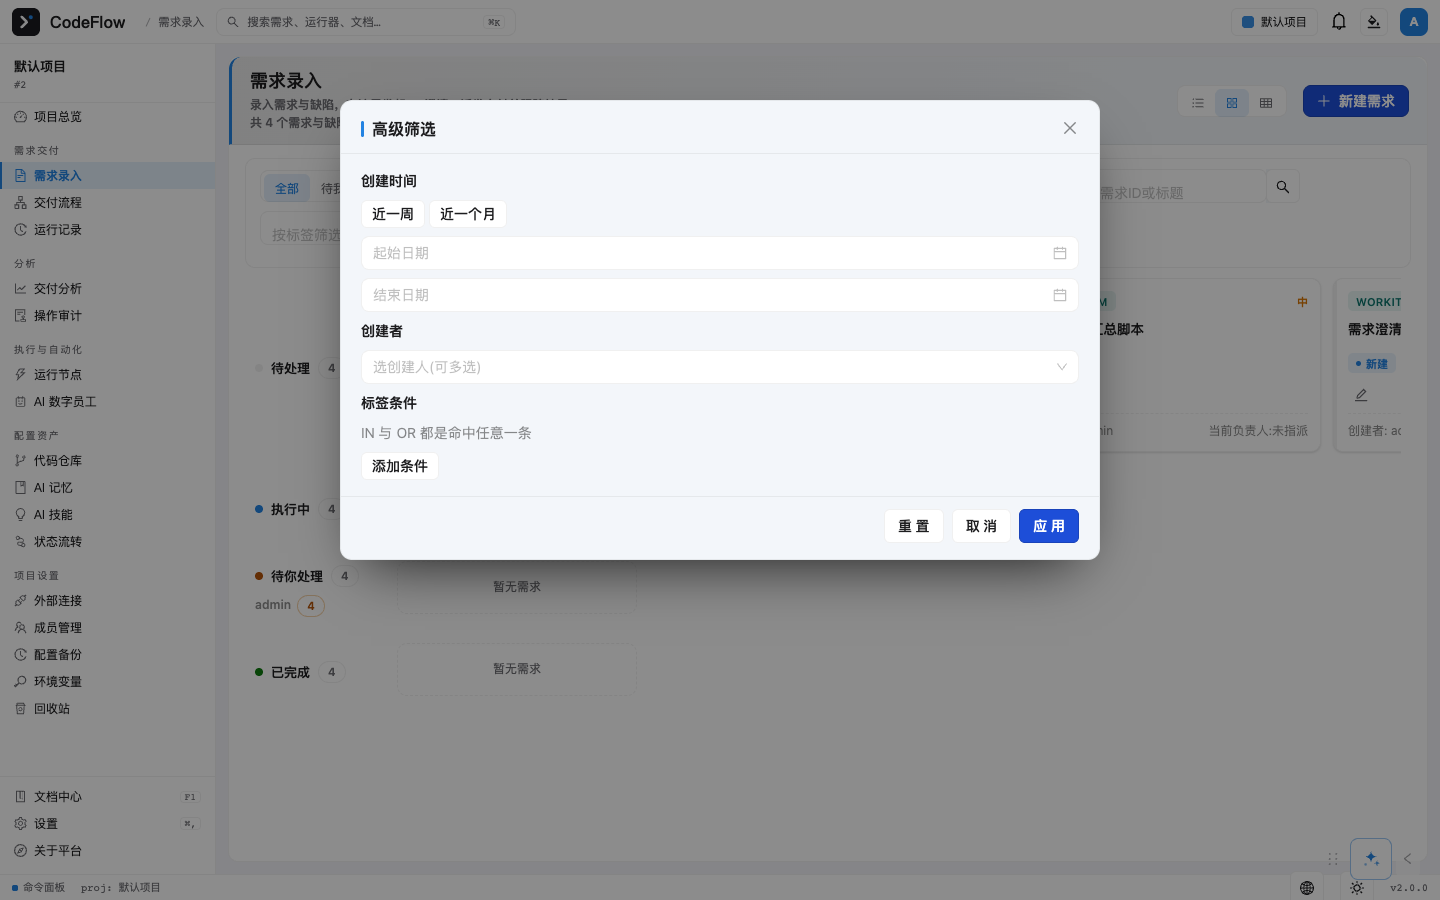 CodeFlow / 需求录入 搜索需求、运行器、文档... ⌘K 默认项目 A
默认项目
#2
项目总览
需求交付
需求录入
交付流程
运行记录
分析
交付分析
操作审计
执行与自动化
运行节点
AI 数字员工
配置资产
代码仓库
AI 记忆
AI 技能
状态流转
项目设置
外部连接
成员管理
配置备份
环境变量
回收站
文档中心 F1
设置 ⌘,
关于平台
需求录入
录入需求与缺陷,
共 4 个需求与缺
新建需求
全部 待
需求ID或标题
按标签筛选
待处理 4
M 中
汇总脚本
min 当前负责人:未指派
WORKIT
需求澄清
新建
创建者: ad
执行中 4
待你处理 4
admin 4
暂无需求
已完成 4
暂无需求
高级筛选
创建时间
近一周 近一个月
起始日期
结束日期
创建者
选创建人(可多选)
标签条件
IN 与 OR 都是命中任意一条
添加条件
重 置 取 消 应 用
命令面板 proj: 默认项目 v2.0.0